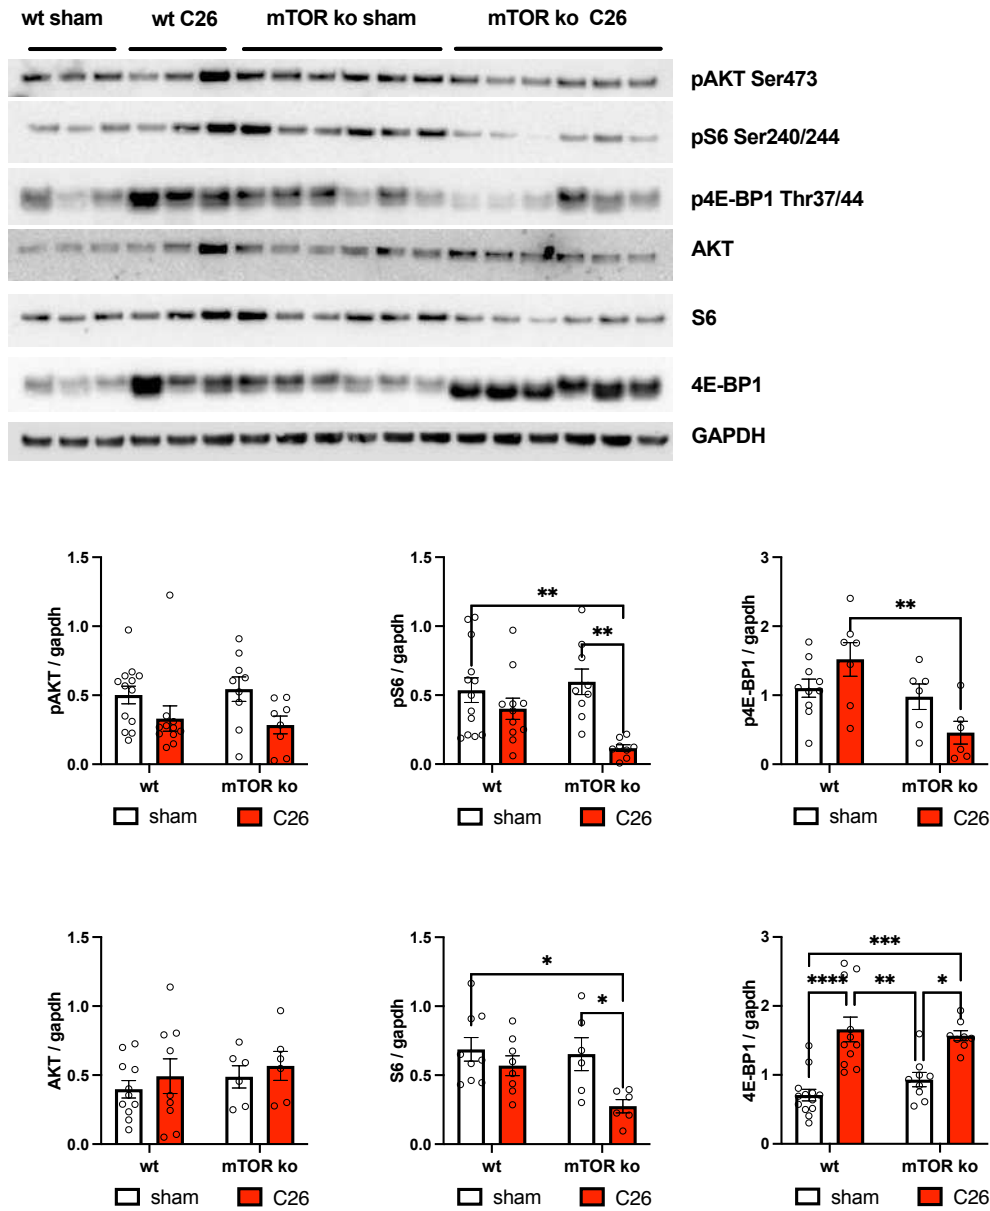 wt sham wt C26 mTOR ko sham mTOR ko C26
pAKT Ser473
pS6 Ser240/244
p4E-BP1 Thr37/44
AKT
S6
4E-BP1
GAPDH
pAKT / gapdh
1.5
1.0
0.5
0.0
wt mTOR ko
sham C26
pS6 / gapdh
1.5
1.0
0.5
0.0
**
**
wt mTOR ko
sham C26
p4E-BP1 / gapdh
3
2
1
0
**
wt mTOR ko
sham C26
AKT / gapdh
1.5
1.0
0.5
0.0
wt mTOR ko
sham C26
S6 / gapdh
1.5
1.0
0.5
0.0
*
*
wt mTOR ko
sham C26
4E-BP1 / gapdh
3
2
1
0
***
**** ** *
wt mTOR ko
sham C26